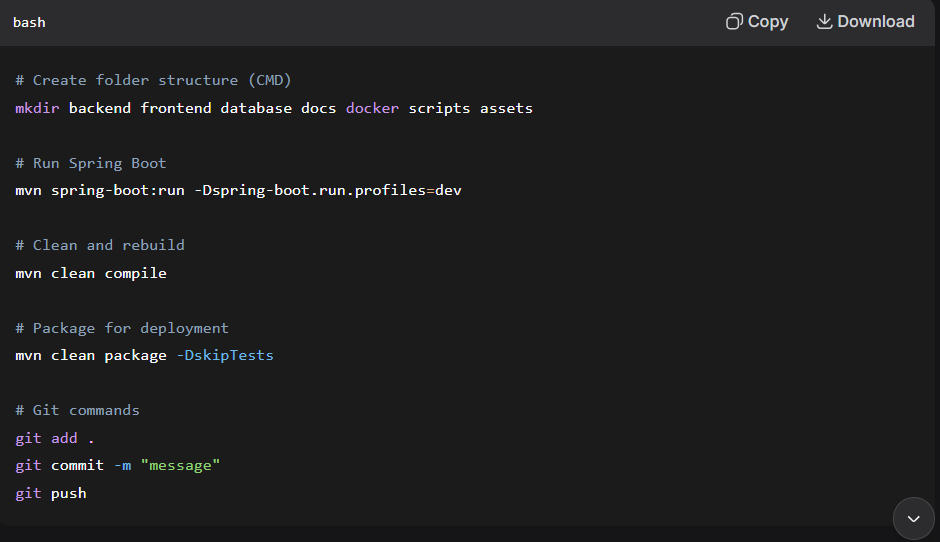 bash
Copy
Download
# Create folder structure (CMD)
mkdir backend frontend database docs docker scripts assets
# Run Spring Boot
mvn spring-boot:run -Dspring-boot.run.profiles=dev
# Clean and rebuild
mvn clean compile
# Package for deployment
mvn clean package -DskipTests
# Git commands
git add .
git commit -m "message"
git push